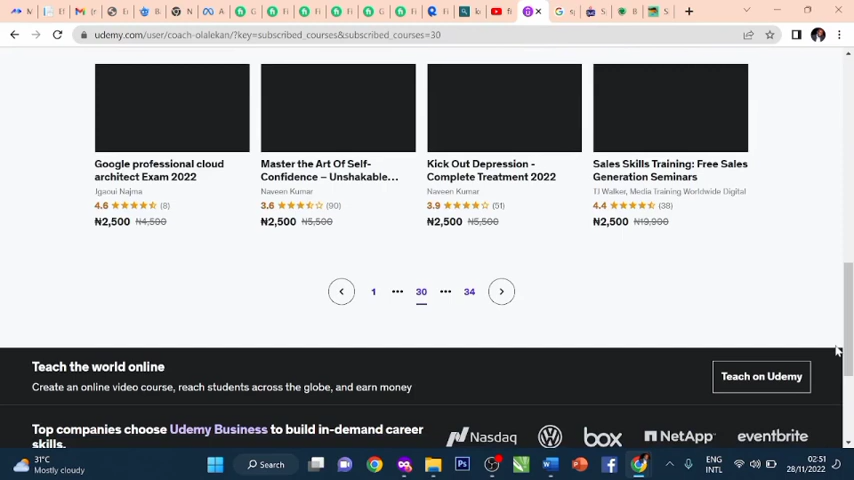 udemy.com/user/coach-olalekan/?key=subscribed_courses&subscribed_courses=30
Google professional cloud architect Exam 2022
Jgaoui Najma
4.6 (8)
₦2,500 ₦4,500
Master the Art Of Self-Confidence – Unshakable...
Naveen Kumar
3.6 (90)
₦2,500 ₦5,500
Kick Out Depression - Complete Treatment 2022
Naveen Kumar
3.9 (51)
₦2,500 ₦5,500
Sales Skills Training: Free Sales Generation Seminars
TJ Walker, Media Training Worldwide Digital
4.4 (38)
₦2,500 ₦19,900
1 ... 30 ... 34
Teach the world online
Create an online video course, reach students across the globe, and earn money
Teach on Udemy
Top companies choose Udemy Business to build in-demand career
skills.
Nasdaq
box
NetApp
eventbrite
31°C
Mostly cloudy
Search
ENG
INTL
02:51
28/11/2022